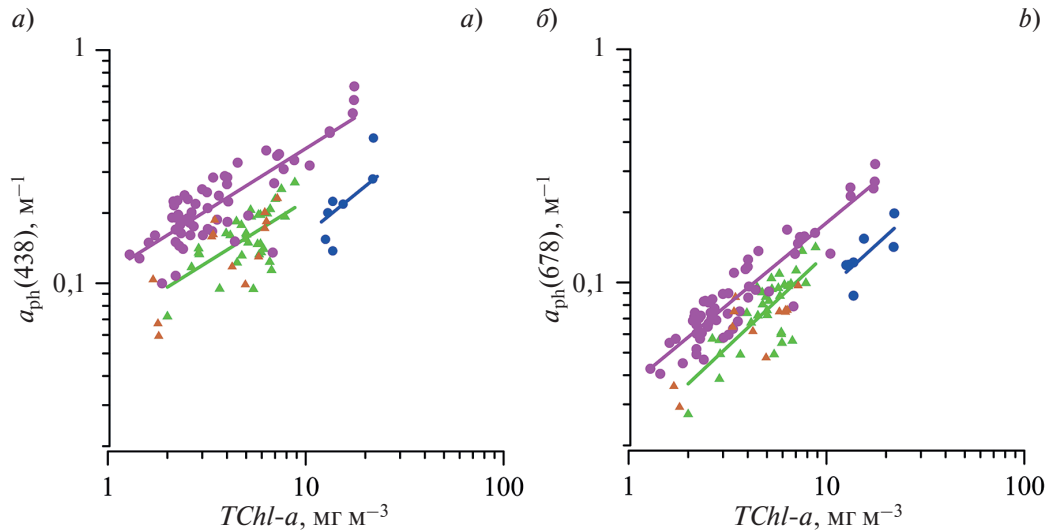 а) a) б) b)
1 1
a_ph(438), м⁻¹ a_ph(678), м⁻¹
0,1 0,1
1 10 100 1 10 100
TChl-a, мг м⁻³ TChl-a, мг м⁻³